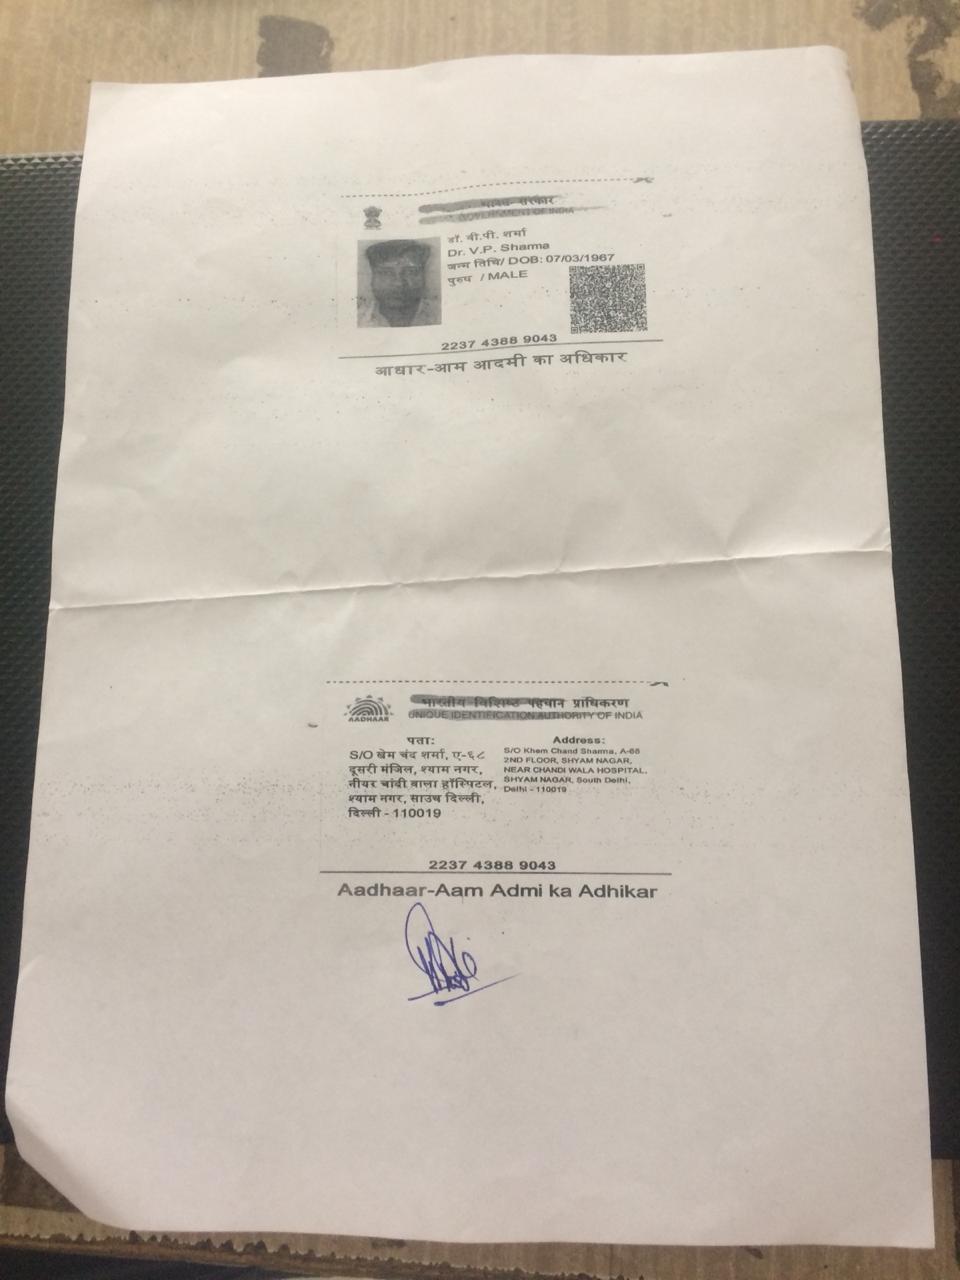 भारत सरकार
GOVERNMENT OF INDIA
डॉ. वी.पी. शर्मा
Dr. V.P. Sharma
जन्म तिथि/ DOB: 07/03/1967
पुरुष / MALE
2237 4388 9043
आधार-आम आदमी का अधिकार
AADHAAR
भारतीय विशिष्ट पहचान प्राधिकरण
UNIQUE IDENTIFICATION AUTHORITY OF INDIA
पता:
S/O खेम चंद शर्मा, ए-६८
दूसरी मंजिल, श्याम नगर,
नीयर चांदी वाला हॉस्पिटल,
श्याम नगर, साउथ दिल्ली,
दिल्ली - 110019
Address:
S/O Khem Chand Sharma, A-68
2ND FLOOR, SHYAM NAGAR,
NEAR CHANDI WALA HOSPITAL,
SHYAM NAGAR, South Delhi,
Delhi - 110019
2237 4388 9043
Aadhaar-Aam Admi ka Adhikar